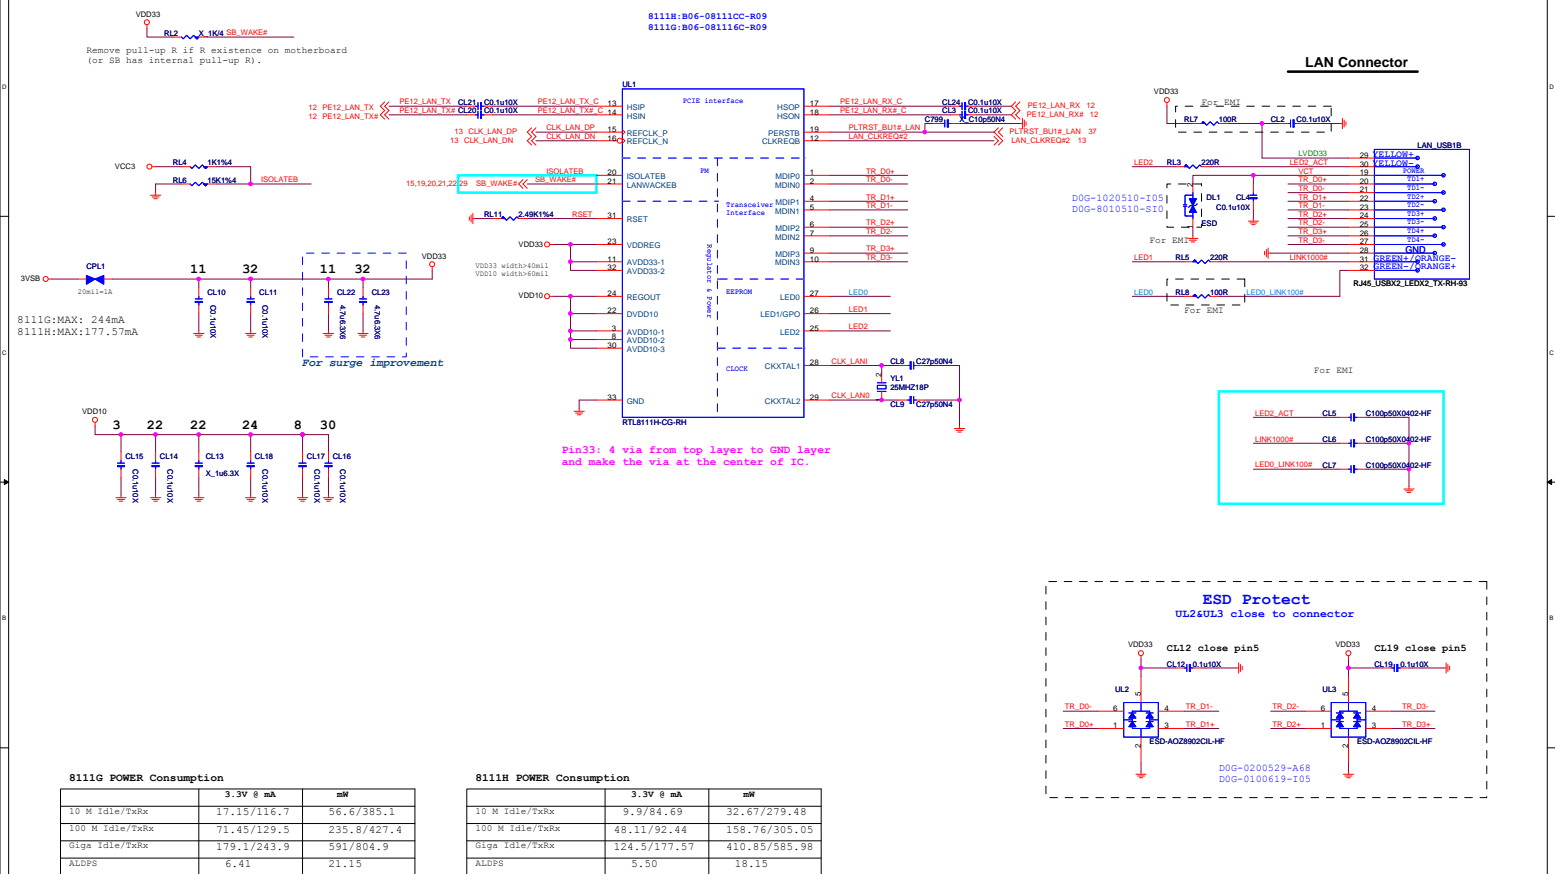 8111H:B06-08111CC-R09
8111G:B06-081116C-R09
VDD33
RL2 X_1K/4 SB_WAKE#
Remove pull-up R if R existence on motherboard
(or SB has internal pull-up R).
VCC3
RL4 1K1%4
RL6 15K1%4 ISOLATEB
3VSB
CPL1
20mil=1A
11 32 11 32
VDD33
CL10 C0.1u10X
CL11 C0.1u10X
CL22 4.7u6.3X6
CL23 4.7u6.3X6
8111G:MAX: 244mA
8111H:MAX:177.57mA
For surge improvement
VDD10
3 22 22 24 8 30
CL15 C0.1u10X
CL14 C0.1u10X
CL13 X_1u6.3X
CL18 C0.1u10X
CL17 C0.1u10X
CL16 C0.1u10X
UL1
PCIE interface
12 PE12_LAN_TX PE12_LAN_TX CL21 C0.1u10X PE12_LAN_TX_C 13 HSIP
12 PE12_LAN_TX# PE12_LAN_TX# CL20 C0.1u10X PE12_LAN_TX#_C 14 HSIN
13 CLK_LAN_DP CLK_LAN_DP 15 REFCLK_P
13 CLK_LAN_DN CLK_LAN_DN 16 REFCLK_N
ISOLATEB 20 ISOLATEB
15,19,20,21,22,29 SB_WAKE# SB_WAKE# 21 LANWACKEB
PM
RL11 2.49K1%4 RSET 31 RSET
Transceiver
Interface
VDD33 23 VDDREG
11 AVDD33-1
32 AVDD33-2
VDD33 width>40mil
VDD10 width>60mil
VDD10 24 REGOUT
22 DVDD10
3 AVDD10-1
8 AVDD10-2
30 AVDD10-3
Regulator & Power
EEPROM
CLOCK
33 GND
RTL8111H-CG-RH
HSOP 17 PE12_LAN_RX_C CL24 C0.1u10X PE12_LAN_RX 12
HSON 18 PE12_LAN_RX#_C CL3 C0.1u10X PE12_LAN_RX# 12
C799 X_C10p50N4
PERSTB 19 PLTRST_BU1#_LAN PLTRST_BU1#_LAN 37
CLKREQB 12 LAN_CLKREQ#2 LAN_CLKREQ#2 13
MDIP0 1 TR_D0+
MDIN0 2 TR_D0-
MDIP1 4 TR_D1+
MDIN1 5 TR_D1-
MDIP2 6 TR_D2+
MDIN2 7 TR_D2-
MDIP3 9 TR_D3+
MDIN3 10 TR_D3-
LED0 27 LED0
LED1/GPO 26 LED1
LED2 25 LED2
CKXTAL1 28 CLK_LANI CL8 C27p50N4
2 YL1
25MHZ18P
CKXTAL2 29 CLK_LAN0 CL9 C27p50N4
Pin33: 4 via from top layer to GND layer
and make the via at the center of IC.
LAN Connector
VDD33
For EMI
RL7 100R CL2 C0.1u10X
LAN_USB1B
LVDD33 29 YELLOW+
LED2 RL3 220R LED2_ACT 30 YELLOW-
VCT 19 POWER
TR_D0+ 20 TD1+
TR_D0- 21 TD1-
TR_D1+ 22 TD2+
TR_D1- 23 TD2-
TR_D2+ 24 TD3+
TR_D2- 25 TD3-
TR_D3+ 26 TD4+
TR_D3- 27 TD4-
28 GND
LED1 RL5 220R LINK1000# 31 GREEN+/ORANGE-
32 GREEN-/ORANGE+
RJ45_USBX2_LEDX2_TX-RH-93
D0G-1020510-I05
D0G-8010510-SI0
DL1
ESD
CL4
C0.1u10X
For EMI
LED0 RL8 100R LED0_LINK100#
For EMI
For EMI
LED2_ACT CL5 C100p50X0402-HF
LINK1000# CL6 C100p50X0402-HF
LED0_LINK100# CL7 C100p50X0402-HF
ESD Protect
UL2&UL3 close to connector
VDD33 CL12 close pin5
CL12 0.1u10X
UL2 5
TR_D0- 6 4 TR_D1-
TR_D0+ 1 3 TR_D1+
2 ESD-AOZ8902CIL-HF
VDD33 CL19 close pin5
CL19 0.1u10X
UL3 5
TR_D2- 6 4 TR_D3-
TR_D2+ 1 3 TR_D3+
2 ESD-AOZ8902CIL-HF
D0G-0200529-A68
D0G-0100619-I05
8111G POWER Consumption
3.3V @ mA mW
10 M Idle/TxRx 17.15/116.7 56.6/385.1
100 M Idle/TxRx 71.45/129.5 235.8/427.4
Giga Idle/TxRx 179.1/243.9 591/804.9
ALDPS 6.41 21.15
8111H POWER Consumption
3.3V @ mA mW
10 M Idle/TxRx 9.9/84.69 32.67/279.48
100 M Idle/TxRx 48.11/92.44 158.76/305.05
Giga Idle/TxRx 124.5/177.57 410.85/585.98
ALDPS 5.50 18.15
D
D
C
C
B
B